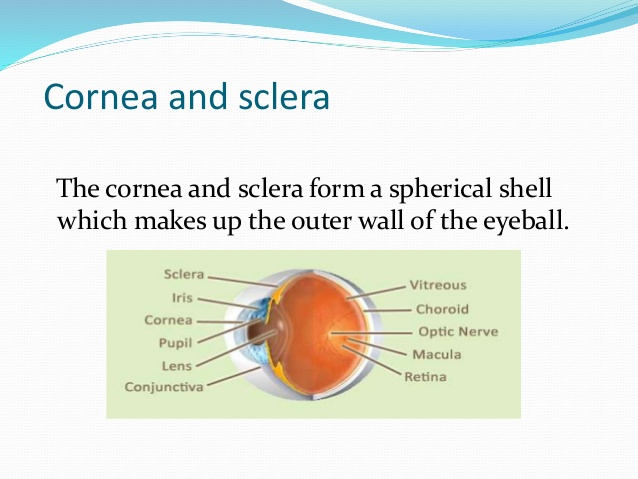 Cornea and sclera
The cornea and sclera form a spherical shell
which makes up the outer wall of the eyeball.
Sclera
Iris
Cornea
Pupil
Lens
Conjunctiva
Vitreous
Choroid
Optic Nerve
Macula
Retina